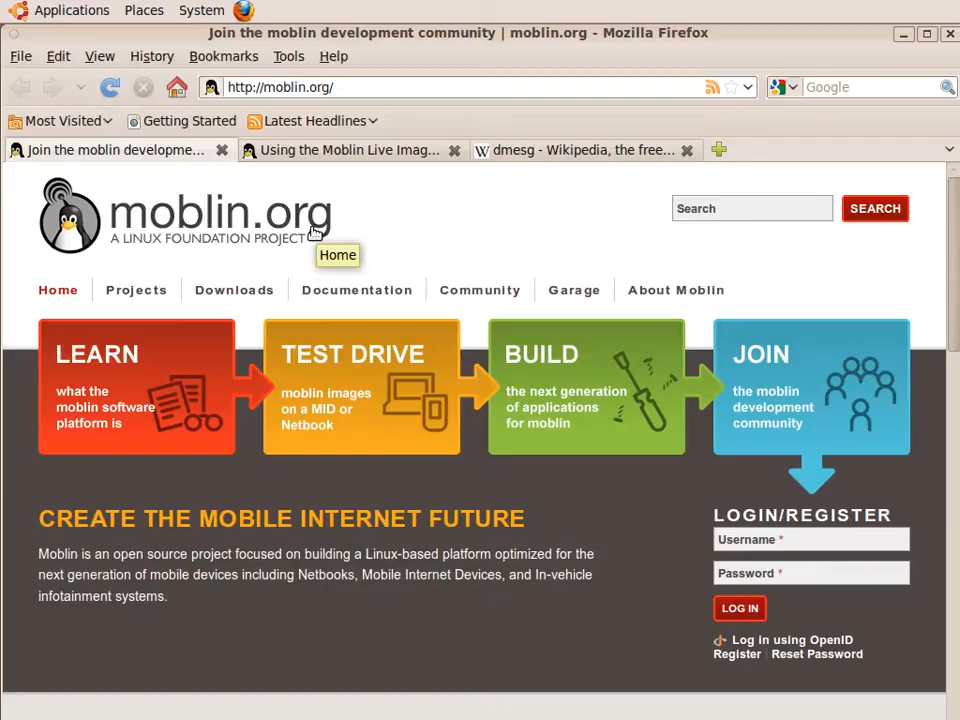 Applications Places System
Join the moblin development community | moblin.org - Mozilla Firefox
File Edit View History Bookmarks Tools Help
http://moblin.org/
Google
Most Visited Getting Started Latest Headlines
Join the moblin developme... Using the Moblin Live Imag... W dmesg - Wikipedia, the free...
moblin.org
A LINUX FOUNDATION PROJECT
Search SEARCH
Home
Home Projects Downloads Documentation Community Garage About Moblin
LEARN
what the
moblin software
platform is
TEST DRIVE
moblin images
on a MID or
Netbook
BUILD
the next generation
of applications
for moblin
JOIN
the moblin
development
community
CREATE THE MOBILE INTERNET FUTURE
Moblin is an open source project focused on building a Linux-based platform optimized for the
next generation of mobile devices including Netbooks, Mobile Internet Devices, and In-vehicle
infotainment systems.
LOGIN/REGISTER
Username *
Password *
LOG IN
Log in using OpenID
Register | Reset Password